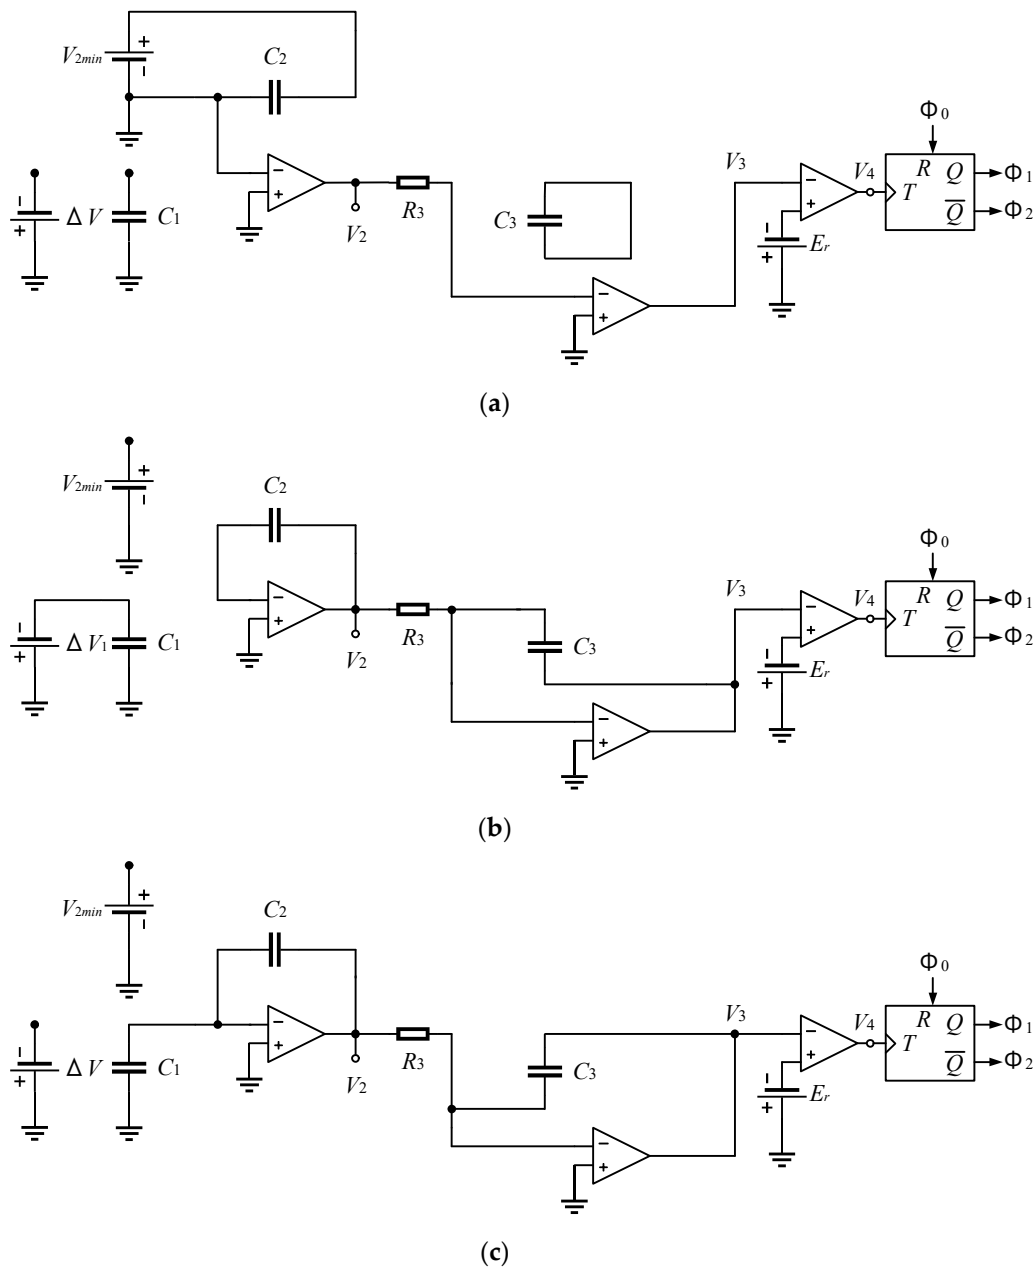 V2min
+
−
C2
Φ0
−
+
ΔV
C1
−
+
V2
R3
C3
−
+
V3
−
+
−
+
Er
V4
R
Q
T
Q̅
Φ1
Φ2
(a)
V2min
+
−
C2
Φ0
−
+
ΔV1
C1
−
+
V2
R3
C3
−
+
V3
−
+
−
+
Er
V4
R
Q
T
Q̅
Φ1
Φ2
(b)
V2min
+
−
C2
Φ0
−
+
ΔV
C1
−
+
V2
R3
C3
−
+
V3
−
+
−
+
Er
V4
R
Q
T
Q̅
Φ1
Φ2
(c)